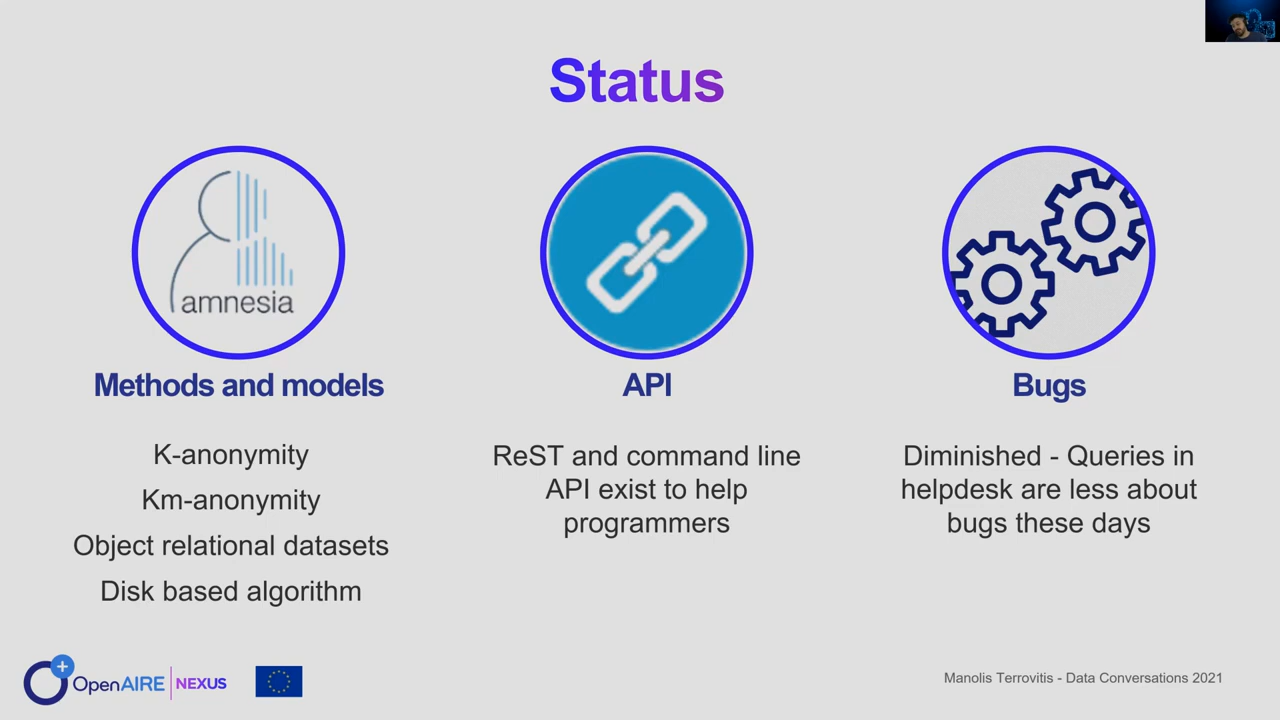 Status
amnesia
Methods and models
K-anonymity
Km-anonymity
Object relational datasets
Disk based algorithm
API
ReST and command line
API exist to help
programmers
Bugs
Diminished - Queries in
helpdesk are less about
bugs these days
OpenAIRE NEXUS
Manolis Terrovitis - Data Conversations 2021